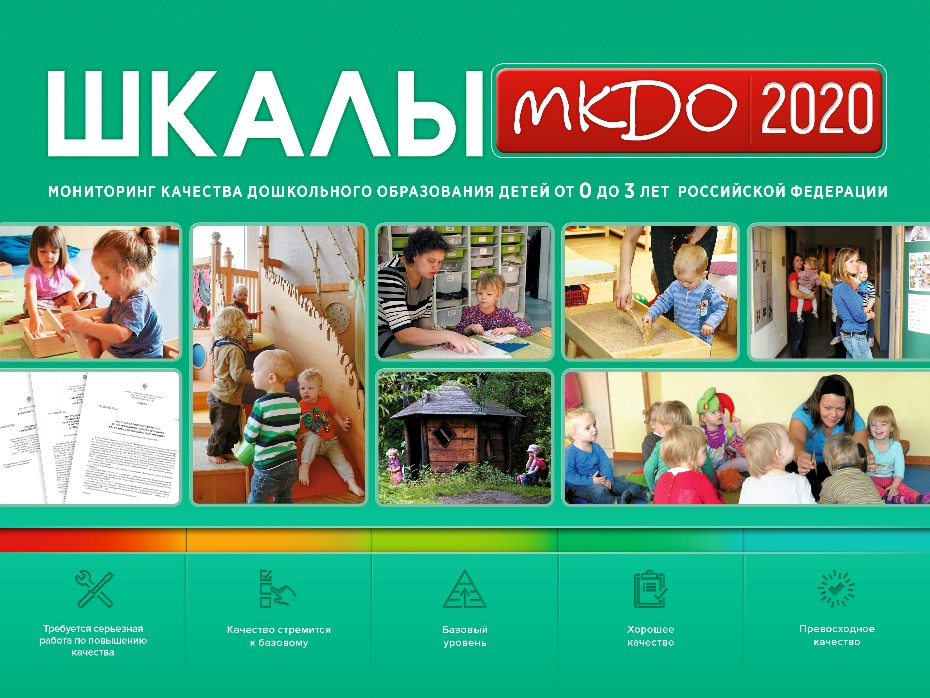 ШКАЛЫ МКДО 2020
МОНИТОРИНГ КАЧЕСТВА ДОШКОЛЬНОГО ОБРАЗОВАНИЯ ДЕТЕЙ ОТ 0 ДО 3 ЛЕТ РОССИЙСКОЙ ФЕДЕРАЦИИ
Требуется серьезная
работа по повышению
качества
Качество стремится
к базовому
Базовый
уровень
Хорошее
качество
Превосходное
качество